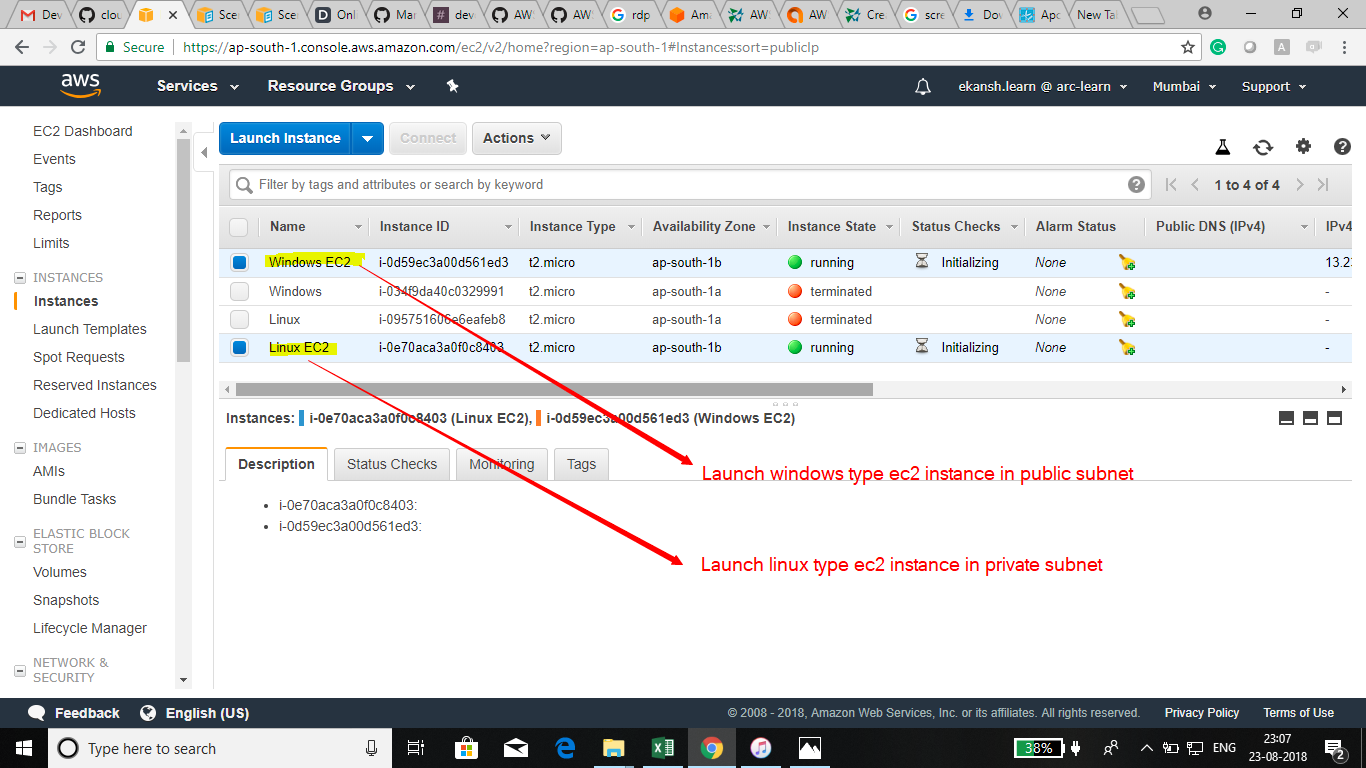 Dev
clou
Scer
Scer
Onl
Mar
dev
AWS
AWS
rdp
Ama
AWS
AW
Cre
scre
Dov
Apc
New Tal
Secure
https://ap-south-1.console.aws.amazon.com/ec2/v2/home?region=ap-south-1#Instances:sort=publicIp
aws Services Resource Groups ekansh.learn @ arc-learn Mumbai Support
EC2 Dashboard
Events
Tags
Reports
Limits
INSTANCES
Instances
Launch Templates
Spot Requests
Reserved Instances
Dedicated Hosts
IMAGES
AMIs
Bundle Tasks
ELASTIC BLOCK
STORE
Volumes
Snapshots
Lifecycle Manager
NETWORK &
SECURITY
Launch Instance Connect Actions
Filter by tags and attributes or search by keyword 1 to 4 of 4
Name Instance ID Instance Type Availability Zone Instance State Status Checks Alarm Status Public DNS (IPv4) IPv4
Windows EC2 i-0d59ec3a00d561ed3 t2.micro ap-south-1b running Initializing None 13.2
Windows i-034f9da40c0329991 t2.micro ap-south-1a terminated None -
Linux i-095751606e6eafeb8 t2.micro ap-south-1a terminated None -
Linux EC2 i-0e70aca3a0f0c8403 t2.micro ap-south-1b running Initializing None -
Instances: i-0e70aca3a0f0c8403 (Linux EC2), i-0d59ec3a00d561ed3 (Windows EC2)
Description Status Checks Monitoring Tags
Launch windows type ec2 instance in public subnet
• i-0e70aca3a0f0c8403:
• i-0d59ec3a00d561ed3:
Launch linux type ec2 instance in private subnet
Feedback English (US) © 2008 - 2018, Amazon Web Services, Inc. or its affiliates. All rights reserved. Privacy Policy Terms of Use
Type here to search 38% ENG 23:07
23-08-2018 2